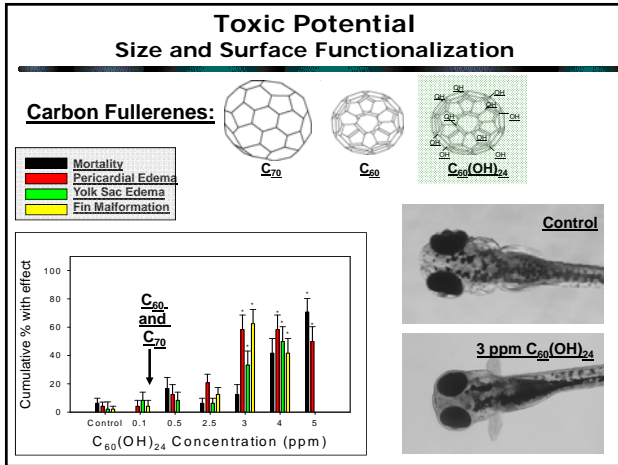 Toxic Potential
Size and Surface Functionalization
Carbon Fullerenes:
C70
C60
OH OH OH OH OH OH OH OH OH OH OH
C60(OH)24
Mortality
Pericardial Edema
Yolk Sac Edema
Fin Malformation
Control
3 ppm C60(OH)24
Cumulative % with effect
100
80
60
40
20
0
C60
and
C70
* * * * * * * *
Control 0.1 0.5 2.5 3 4 5
C60(OH)24 Concentration (ppm)